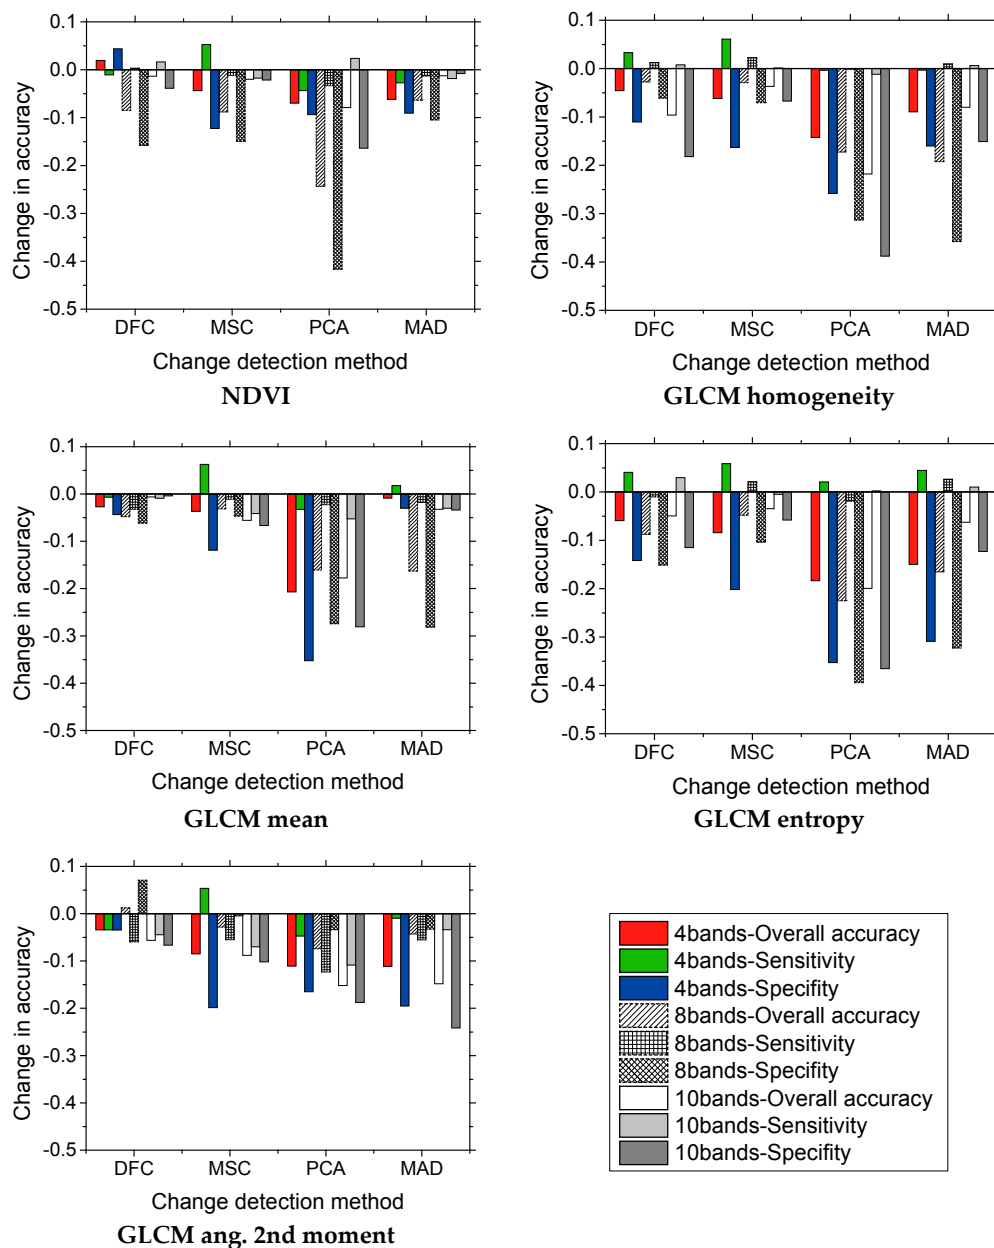 0.1
0.0
-0.1
-0.2
-0.3
-0.4
-0.5
Change in accuracy
DFC MSC PCA MAD
Change detection method
NDVI
0.1
0.0
-0.1
-0.2
-0.3
-0.4
-0.5
Change in accuracy
DFC MSC PCA MAD
Change detection method
GLCM homogeneity
0.1
0.0
-0.1
-0.2
-0.3
-0.4
-0.5
Change in accuracy
DFC MSC PCA MAD
Change detection method
GLCM mean
0.1
0.0
-0.1
-0.2
-0.3
-0.4
-0.5
Change in accuracy
DFC MSC PCA MAD
Change detection method
GLCM entropy
0.1
0.0
-0.1
-0.2
-0.3
-0.4
-0.5
Change in accuracy
DFC MSC PCA MAD
Change detection method
GLCM ang. 2nd moment
4bands-Overall accuracy
4bands-Sensitivity
4bands-Specifity
8bands-Overall accuracy
8bands-Sensitivity
8bands-Specifity
10bands-Overall accuracy
10bands-Sensitivity
10bands-Specifity